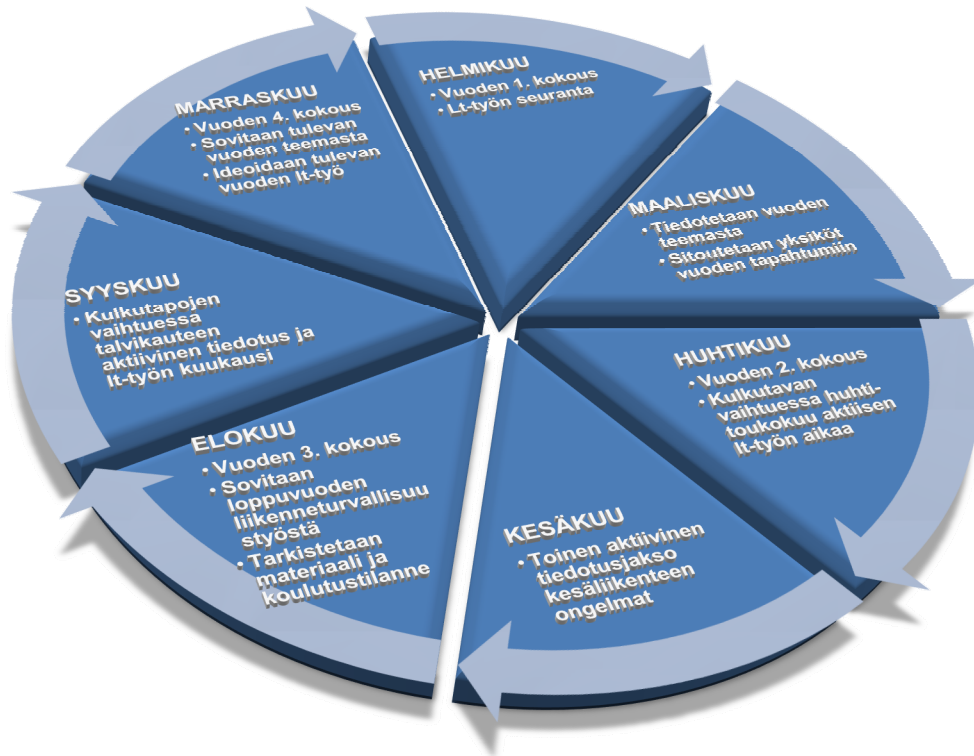 HELMIKUU
• Vuoden 1. kokous
• Lt-työn seuranta
MAALISKUU
• Tiedotetaan vuoden
teemasta
• Sitoutetaan yksiköt
vuoden tapahtumiin
HUHTIKUU
• Vuoden 2. kokous
• Kulkutavan
vaihtuessa huhti-
toukokuu aktiisen
lt-työn aikaa
KESÄKUU
• Toinen aktiivinen
tiedotusjakso
kesäliikenteen
ongelmat
ELOKUU
• Vuoden 3. kokous
• Sovitaan
loppuvuoden
liikenneturvallisuu
styöstä
• Tarkistetaan
materiaali ja
koulutustilanne
SYYSKUU
• Kulkutapojen
vaihtuessa
talvikauteen
aktiivinen tiedotus ja
lt-työn kuukausi
MARRASKUU
• Vuoden 4. kokous
• Sovitaan tulevan
vuoden teemasta
• Ideoidaan tulevan
vuoden lt-työ